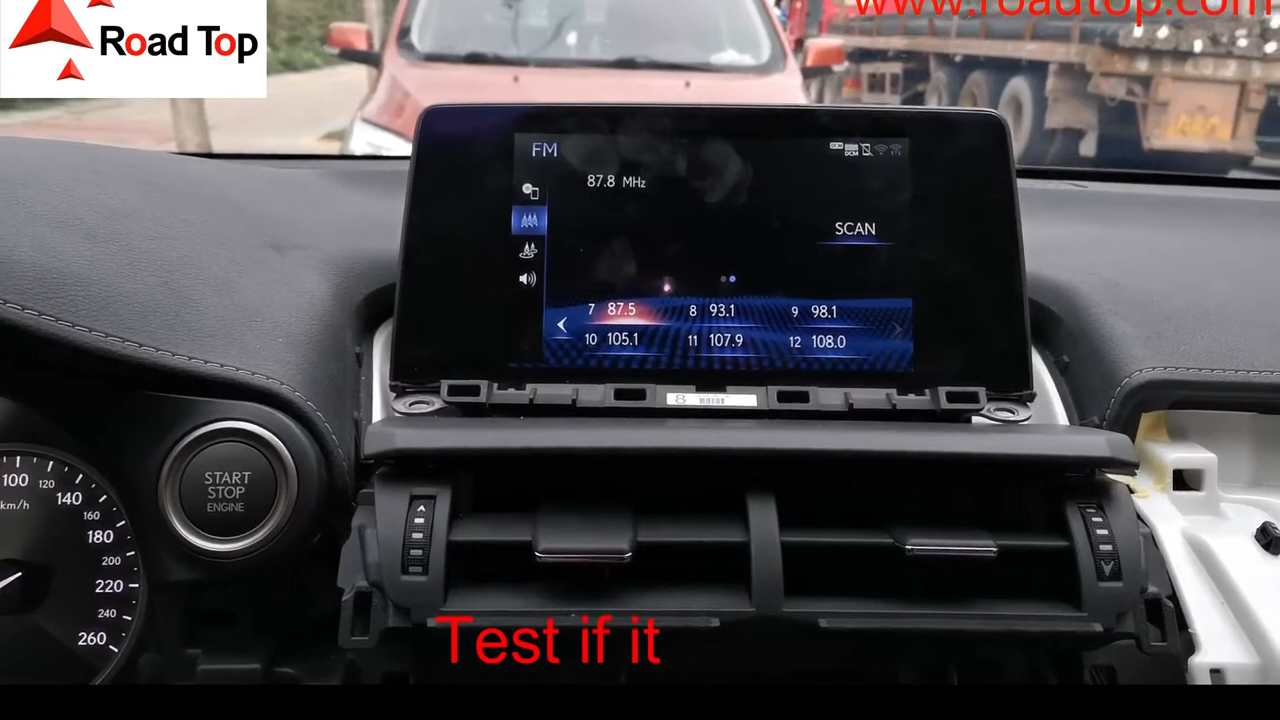 Road Top
www.roadtop.com
FM
DCM
87.8 MHz
SCAN
7 87.5
8 93.1
9 98.1
10 105.1
11 107.9
12 108.0
8
START
STOP
ENGINE
100
120
140
160
180
200
220
240
260
km/h
Test if it